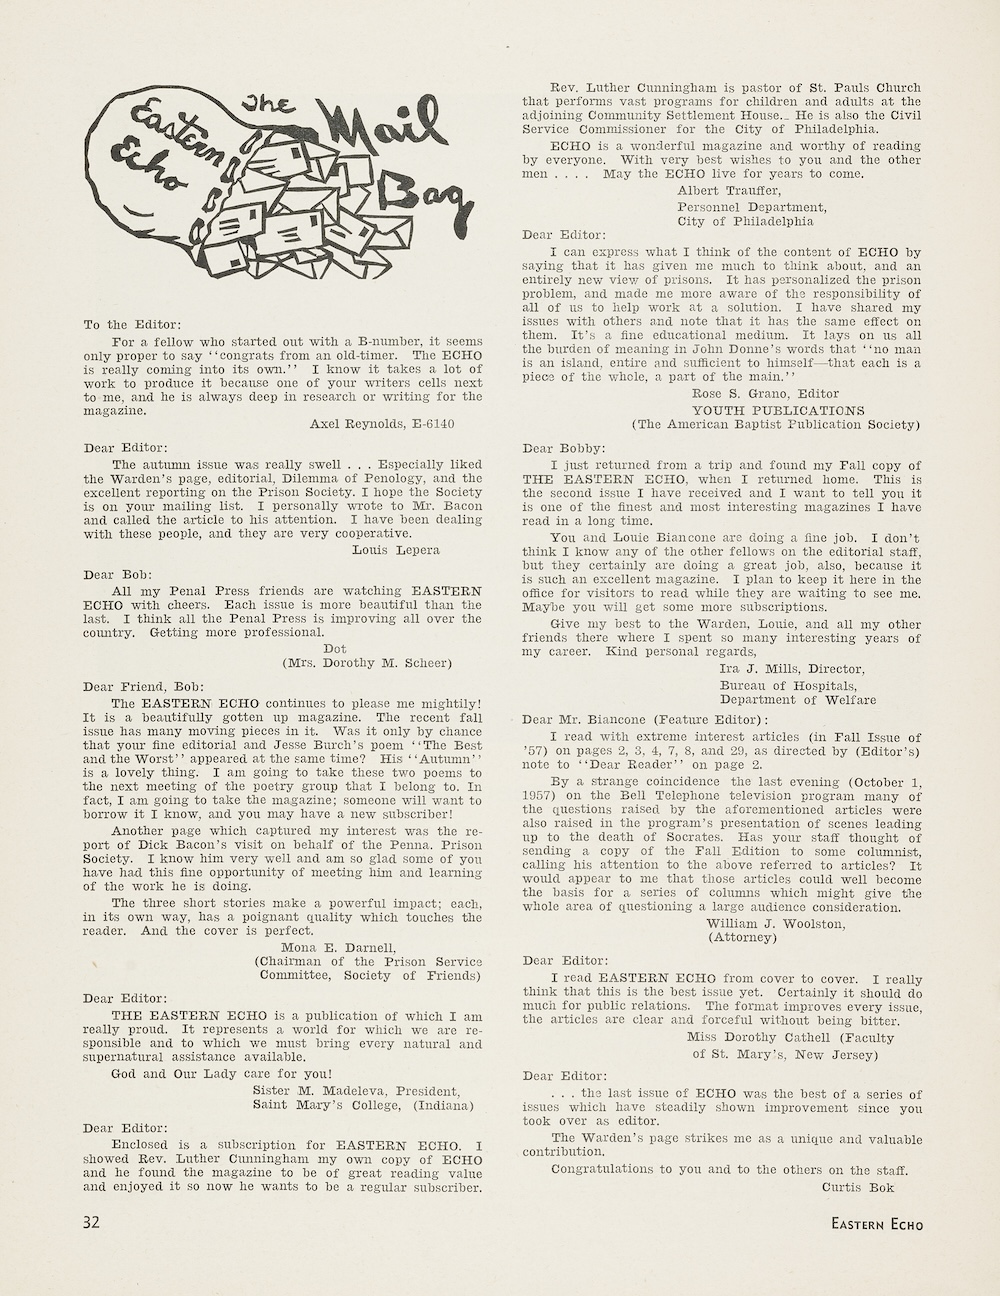 Eastern
Echo
The Mail
Bag
To the Editor:
For a fellow who started out with a B-number, it seems
only proper to say ‘‘congrats from an old-timer. The ECHO
is really coming into its own.’’ I know it takes a lot of
work to produce it because one of your writers cells next
to me, and he is always deep in research or writing for the
magazine.
Axel Reynolds, E-6140
Dear Editor:
The autumn issue was really swell . . . Especially liked
the Warden's page, editorial, Dilemma of Penology, and the
excellent reporting on the Prison Society. I hope the Society
is on your mailing list. I personally wrote to Mr. Bacon
and called the article to his attention. I have been dealing
with these people, and they are very cooperative.
Louis Lepera
Dear Bob:
All my Penal Press friends are watching EASTERN
ECHO with cheers. Each issue is more beautiful than the
last. I think all the Penal Press is improving all over the
country. Getting more professional.
Dot
(Mrs. Dorothy M. Scheer)
Dear Friend, Bob:
The EASTERN ECHO continues to please me mightily!
It is a beautifully gotten up magazine. The recent fall
issue has many moving pieces in it. Was it only by chance
that your fine editorial and Jesse Burch's poem ‘‘The Best
and the Worst’’ appeared at the same time? His ‘‘Autumn’’
is a lovely thing. I am going to take these two poems to
the next meeting of the poetry group that I belong to. In
fact, I am going to take the magazine; someone will want to
borrow it I know, and you may have a new subscriber!
Another page which captured my interest was the re-
port of Dick Bacon's visit on behalf of the Penna. Prison
Society. I know him very well and am so glad some of you
have had this fine opportunity of meeting him and learning
of the work he is doing.
The three short stories make a powerful impact; each,
in its own way, has a poignant quality which touches the
reader. And the cover is perfect.
Mona E. Darnell,
(Chairman of the Prison Service
Committee, Society of Friends)
Dear Editor:
THE EASTERN ECHO is a publication of which I am
really proud. It represents a world for which we are re-
sponsible and to which we must bring every natural and
supernatural assistance available.
God and Our Lady care for you!
Sister M. Madeleva, President,
Saint Mary's College, (Indiana)
Dear Editor:
Enclosed is a subscription for EASTERN ECHO. I
showed Rev. Luther Cunningham my own copy of ECHO
and he found the magazine to be of great reading value
and enjoyed it so now he wants to be a regular subscriber.
Rev. Luther Cunningham is pastor of St. Pauls Church
that performs vast programs for children and adults at the
adjoining Community Settlement House.. He is also the Civil
Service Commissioner for the City of Philadelphia.
ECHO is a wonderful magazine and worthy of reading
by everyone. With very best wishes to you and the other
men . . . . May the ECHO live for years to come.
Albert Trauffer,
Personnel Department,
City of Philadelphia
Dear Editor:
I can express what I think of the content of ECHO by
saying that it has given me much to think about, and an
entirely new view of prisons. It has personalized the prison
problem, and made me more aware of the responsibility of
all of us to help work at a solution. I have shared my
issues with others and note that it has the same effect on
them. It's a fine educational medium. It lays on us all
the burden of meaning in John Donne's words that ‘‘no man
is an island, entire and sufficient to himself—that each is a
piece of the whole, a part of the main.’’
Rose S. Grano, Editor
YOUTH PUBLICATIONS
(The American Baptist Publication Society)
Dear Bobby:
I just returned from a trip and found my Fall copy of
THE EASTERN ECHO, when I returned home. This is
the second issue I have received and I want to tell you it
is one of the finest and most interesting magazines I have
read in a long time.
You and Louie Biancone are doing a fine job. I don't
think I know any of the other fellows on the editorial staff,
but they certainly are doing a great job, also, because it
is such an excellent magazine. I plan to keep it here in the
office for visitors to read while they are waiting to see me.
Maybe you will get some more subscriptions.
Give my best to the Warden, Louie, and all my other
friends there where I spent so many interesting years of
my career. Kind personal regards,
Ira J. Mills, Director,
Bureau of Hospitals,
Department of Welfare
Dear Mr. Biancone (Feature Editor):
I read with extreme interest articles (in Fall Issue of
'57) on pages 2, 3, 4, 7, 8, and 29, as directed by (Editor's)
note to ‘‘Dear Reader’’ on page 2.
By a strange coincidence the last evening (October 1,
1957) on the Bell Telephone television program many of
the questions raised by the aforementioned articles were
also raised in the program's presentation of scenes leading
up to the death of Socrates. Has your staff thought of
sending a copy of the Fall Edition to some columnist,
calling his attention to the above referred to articles? It
would appear to me that those articles could well become
the basis for a series of columns which might give the
whole area of questioning a large audience consideration.
William J. Woolston,
(Attorney)
Dear Editor:
I read EASTERN ECHO from cover to cover. I really
think that this is the best issue yet. Certainly it should do
much for public relations. The format improves every issue,
the articles are clear and forceful without being bitter.
Miss Dorothy Cathell (Faculty
of St. Mary's, New Jersey)
Dear Editor:
. . . the last issue of ECHO was the best of a series of
issues which have steadily shown improvement since you
took over as editor.
The Warden's page strikes me as a unique and valuable
contribution.
Congratulations to you and to the others on the staff.
Curtis Bok
32
EASTERN ECHO